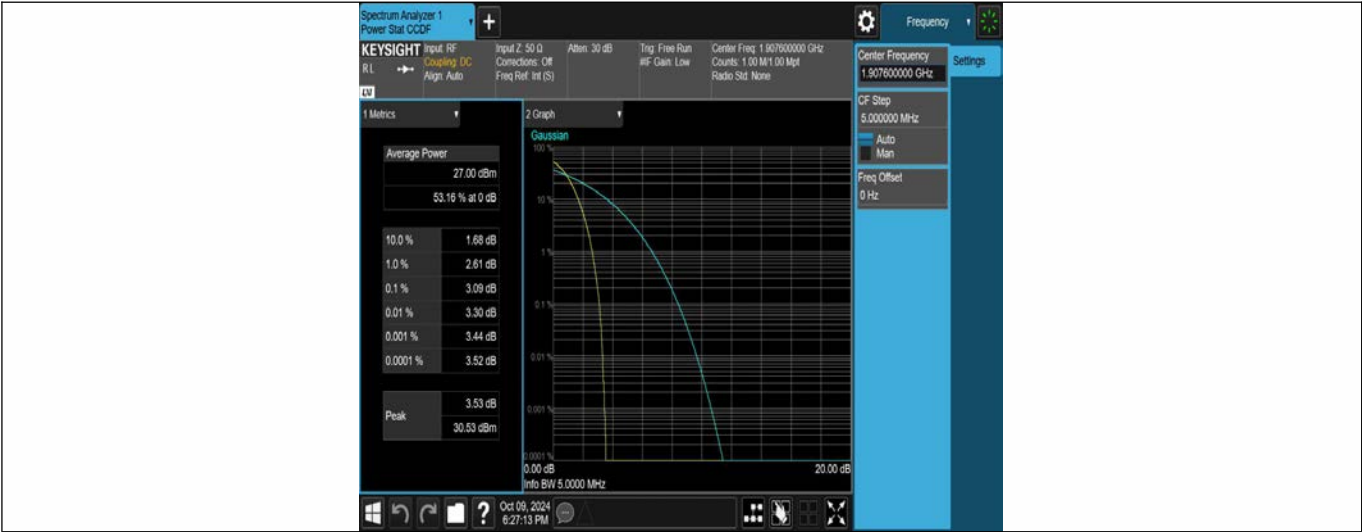 Spectrum Analyzer 1
Power Stat CCDF
Frequency
KEYSIGHT
RL
Input: RF
Coupling: DC
Align: Auto
Input Z: 50 Ω
Corrections: Off
Freq Ref: Int (S)
Atten: 30 dB
Trig: Free Run
#IF Gain: Low
Center Freq: 1.907600000 GHz
Counts: 1.00 M/1.00 Mpt
Radio Std: None
Center Frequency
1.907600000 GHz
Settings
CF Step
5.000000 MHz
Auto
Man
Freq Offset
0 Hz
1 Metrics
Average Power
27.00 dBm
53.16 % at 0 dB
10.0 % 1.68 dB
1.0 % 2.61 dB
0.1 % 3.09 dB
0.01 % 3.30 dB
0.001 % 3.44 dB
0.0001 % 3.52 dB
Peak
3.53 dB
30.53 dBm
2 Graph
Gaussian
100 %
10 %
1 %
0.1 %
0.01 %
0.001 %
0.0001 %
0.00 dB 20.00 dB
Info BW 5.0000 MHz
Oct 09, 2024
6:27:13 PM